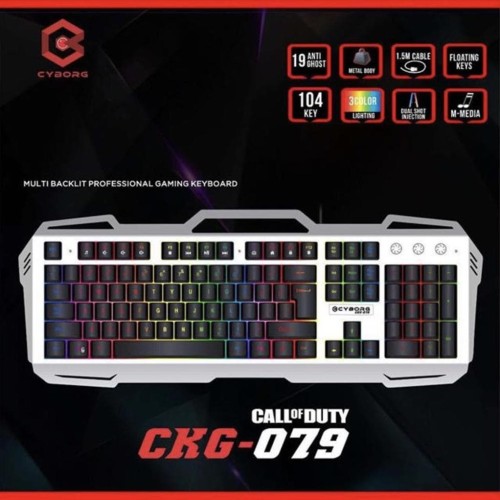 CYBORG
19 ANTI
GHOST
METAL BODY
1.5M CABLE
FLOATING
KEYS
104
KEY
3COLOR
LIGHTING
DUAL SHOT
INJECTION
M-MEDIA
MULTI BACKLIT PROFESSIONAL GAMING KEYBOARD
CYBORG
CALL OF DUTY
CKG-079